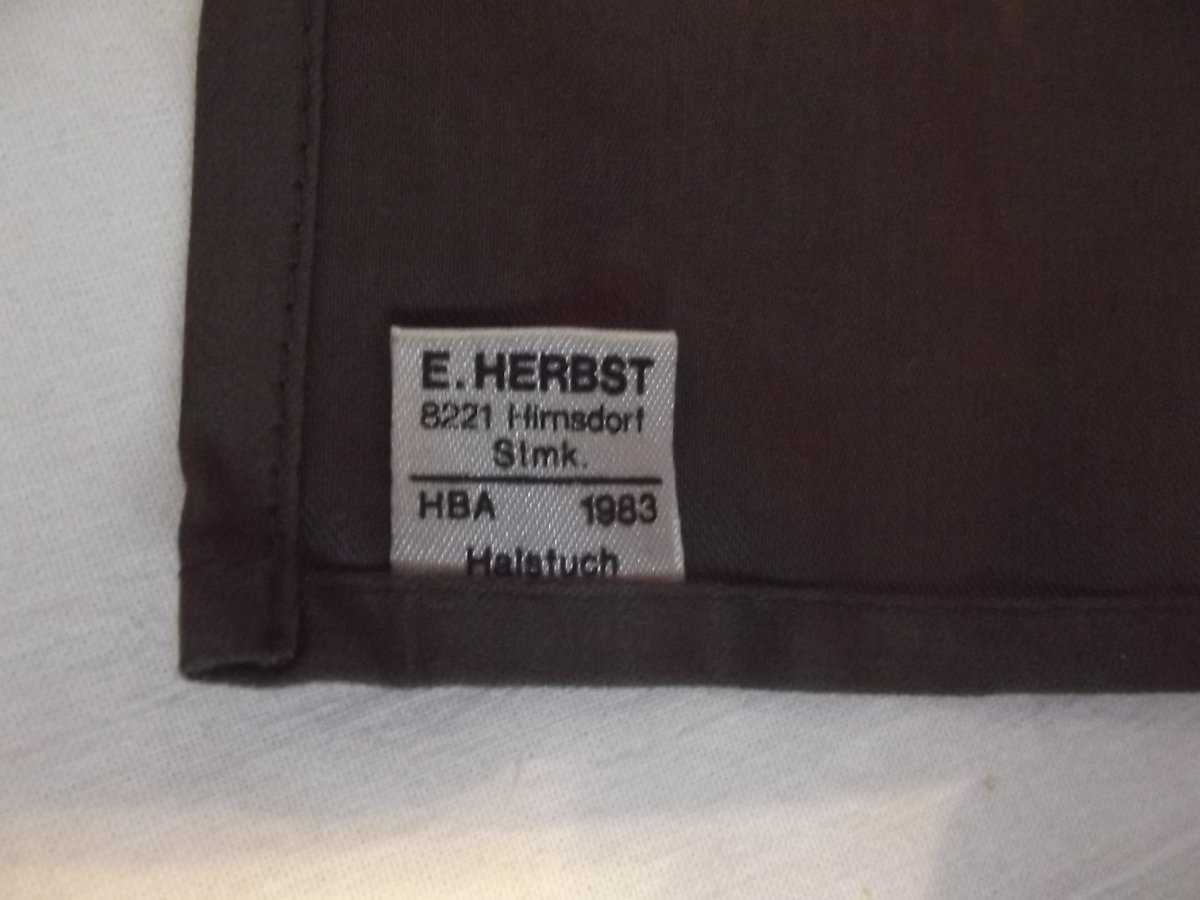 E. HERBST
8221 Hirnsdorf
Stmk.
HBA 1983
Halstuch